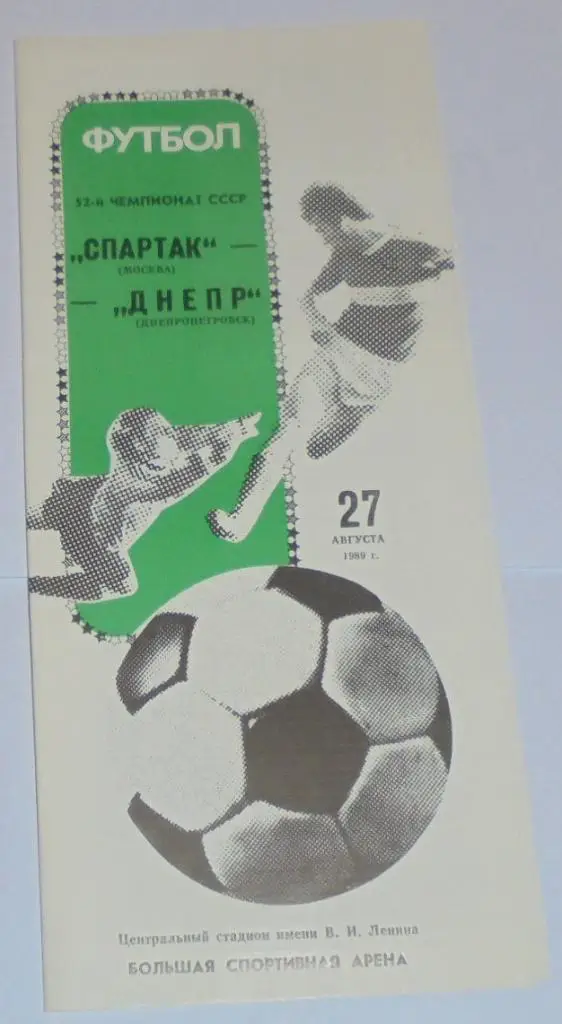 ФУТБОЛ
52-й ЧЕМПИОНАТ СССР
„СПАРТАК“ —
(МОСКВА)
— „ДНЕПР“
(ДНЕПРОПЕТРОВСК)
27
АВГУСТА
1989 г.
Центральный стадион имени В. И. Ленина
БОЛЬШАЯ СПОРТИВНАЯ АРЕНА